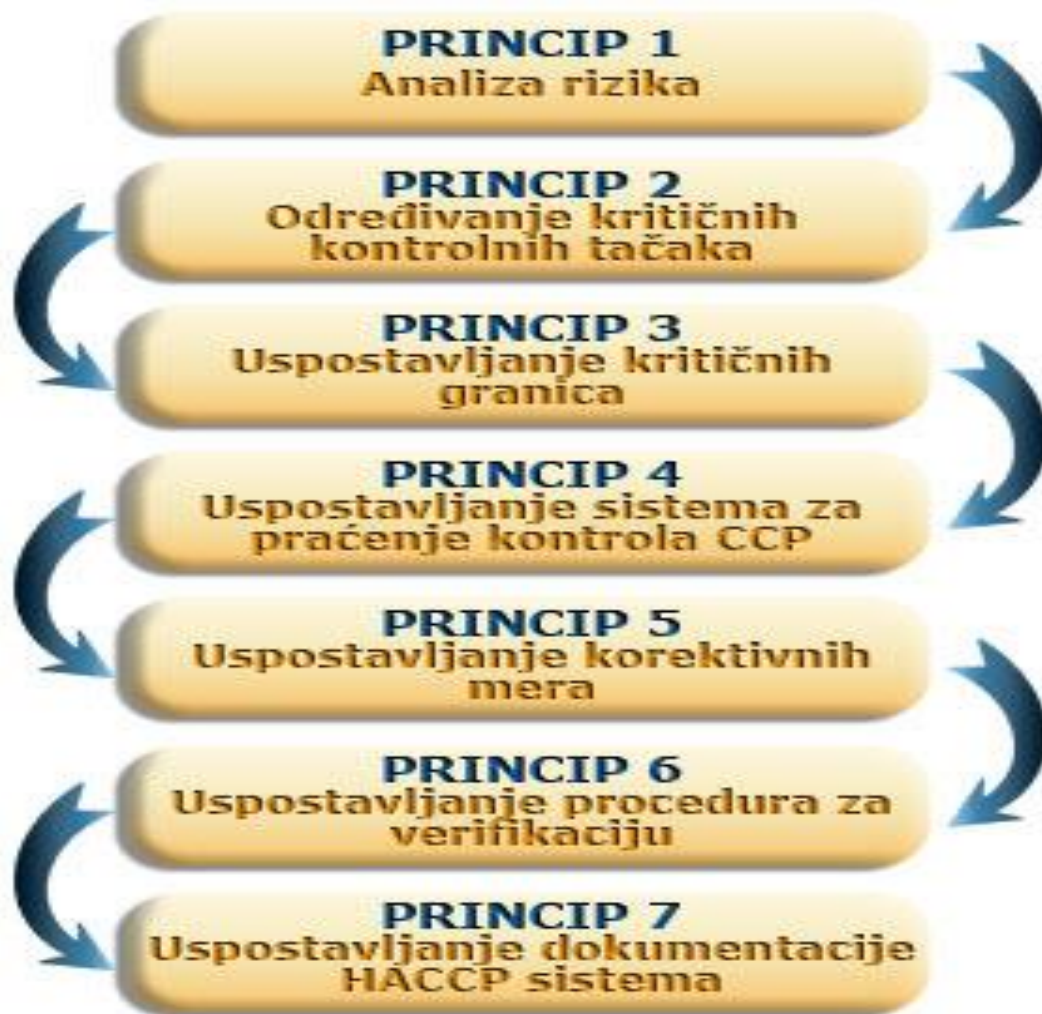 PRINCIP 1
Analiza rizika
PRINCIP 2
Određivanje kritičnih
kontrolnih tačaka
PRINCIP 3
Uspostavljanje kritičnih
granica
PRINCIP 4
Uspostavljanje sistema za
praćenje kontrola CCP
PRINCIP 5
Uspostavljanje korektivnih
mera
PRINCIP 6
Uspostavljanje procedura za
verifikaciju
PRINCIP 7
Uspostavljanje dokumentacije
HACCP sistema